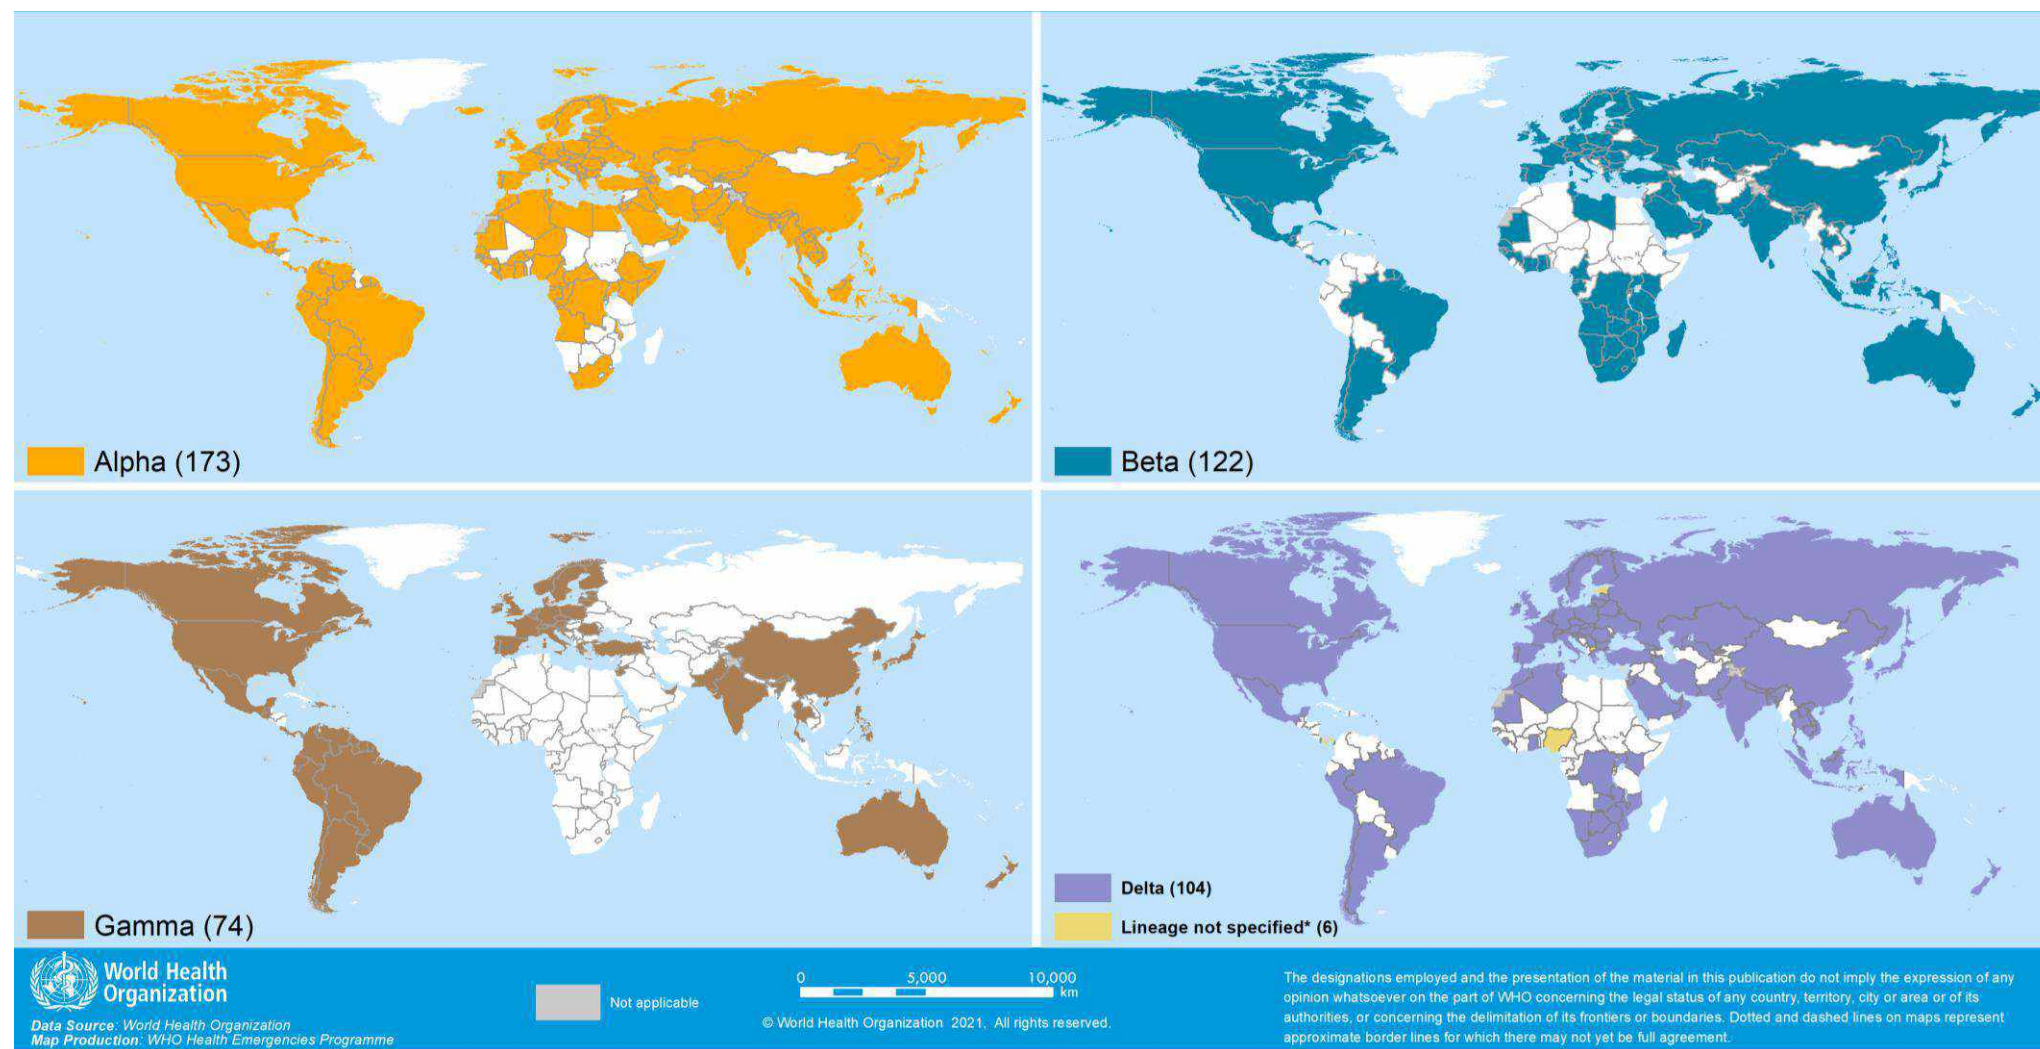 Alpha (173)
Beta (122)
Gamma (74)
Delta (104)
Lineage not specified* (6)
World Health
Organization
Data Source: World Health Organization
Map Production: WHO Health Emergencies Programme
Not applicable
0 5,000 10,000
km
© World Health Organization 2021, All rights reserved.
The designations employed and the presentation of the material in this publication do not imply the expression of any
opinion whatsoever on the part of WHO concerning the legal status of any country, territory, city or area or of its
authorities, or concerning the delimitation of its frontiers or boundaries. Dotted and dashed lines on maps represent
approximate border lines for which there may not yet be full agreement.